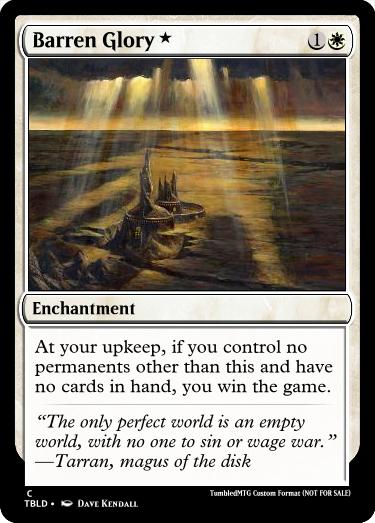 Barren Glory ★ 1
Enchantment
At your upkeep, if you control no
permanents other than this and have
no cards in hand, you win the game.
“The only perfect world is an empty
world, with no one to sin or wage war.”
—Tarran, magus of the disk
C
TBLD • Dave Kendall
TumbledMTG Custom Format (NOT FOR SALE)